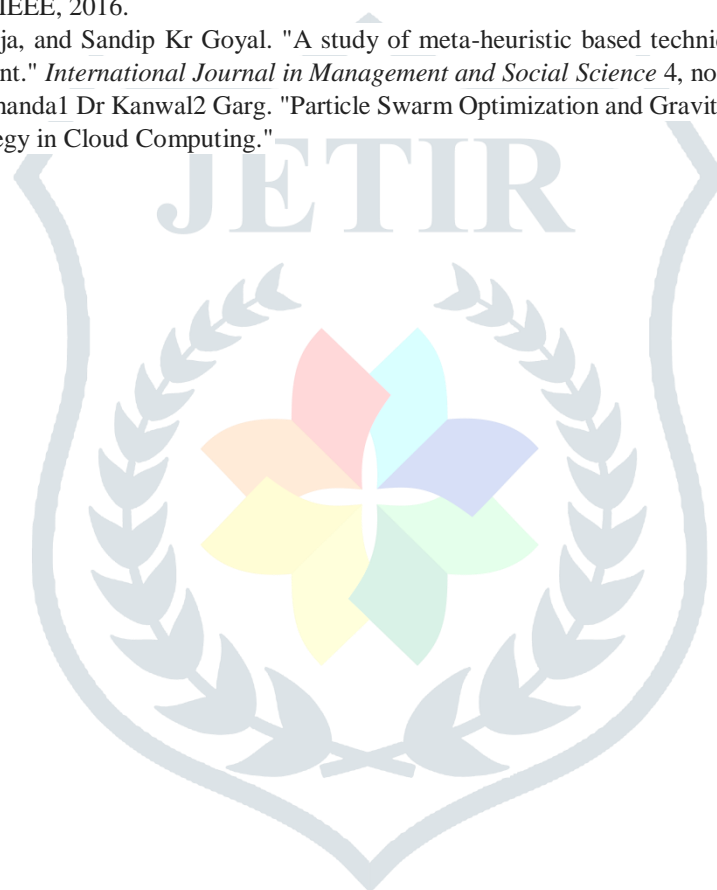 IEEE, 2016.
ja, and Sandip Kr Goyal. "A study of meta-heuristic based techni
nt." International Journal in Management and Social Science 4, no
handa1 Dr Kanwal2 Garg. "Particle Swarm Optimization and Gravit
egy in Cloud Computing."
JETIR